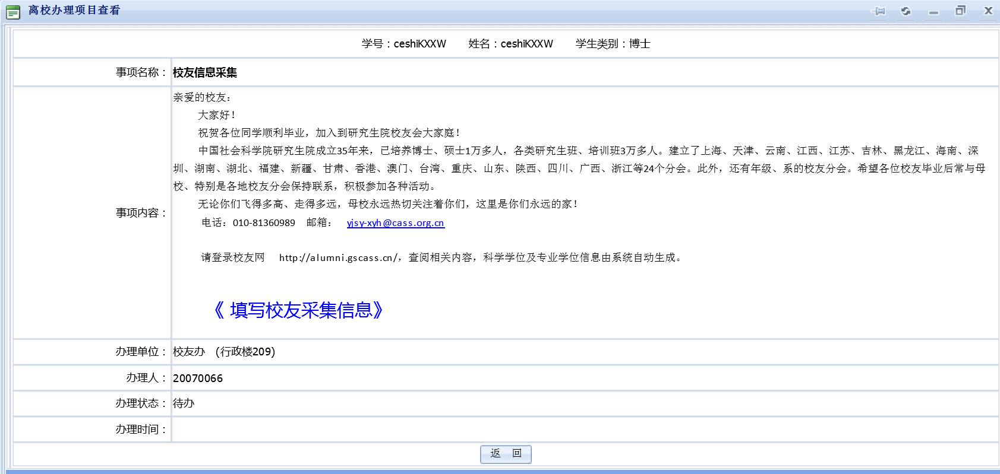 离校办理项目查看
学号：ceshiKXXW 姓名：ceshiKXXW 学生类别：博士
事项名称： 校友信息采集
事项内容：
亲爱的校友：
大家好！
祝贺各位同学顺利毕业，加入到研究生院校友会大家庭！
中国社会科学院研究生院成立35年来，已培养博士、硕士1万多人，各类研究生班、培训班3万多人。建立了上海、天津、云南、江西、江苏、吉林、黑龙江、海南、深
圳、湖南、湖北、福建、新疆、甘肃、香港、澳门、台湾、重庆、山东、陕西、四川、广西、浙江等24个分会。此外，还有年级、系的校友分会。希望各位校友毕业后常与母
校、特别是各地校友分会保持联系，积极参加各种活动。
无论你们飞得多高、走得多远，母校永远热切关注着你们，这里是你们永远的家！
电话：010-81360989 邮箱： yjsy-xyh@cass.org.cn
请登录校友网 http://alumni.gscass.cn/，查阅相关内容，科学学位及专业学位信息由系统自动生成。
《 填写校友采集信息》
办理单位： 校友办 （行政楼209）
办理人： 20070066
办理状态： 待办
办理时间：
返 回